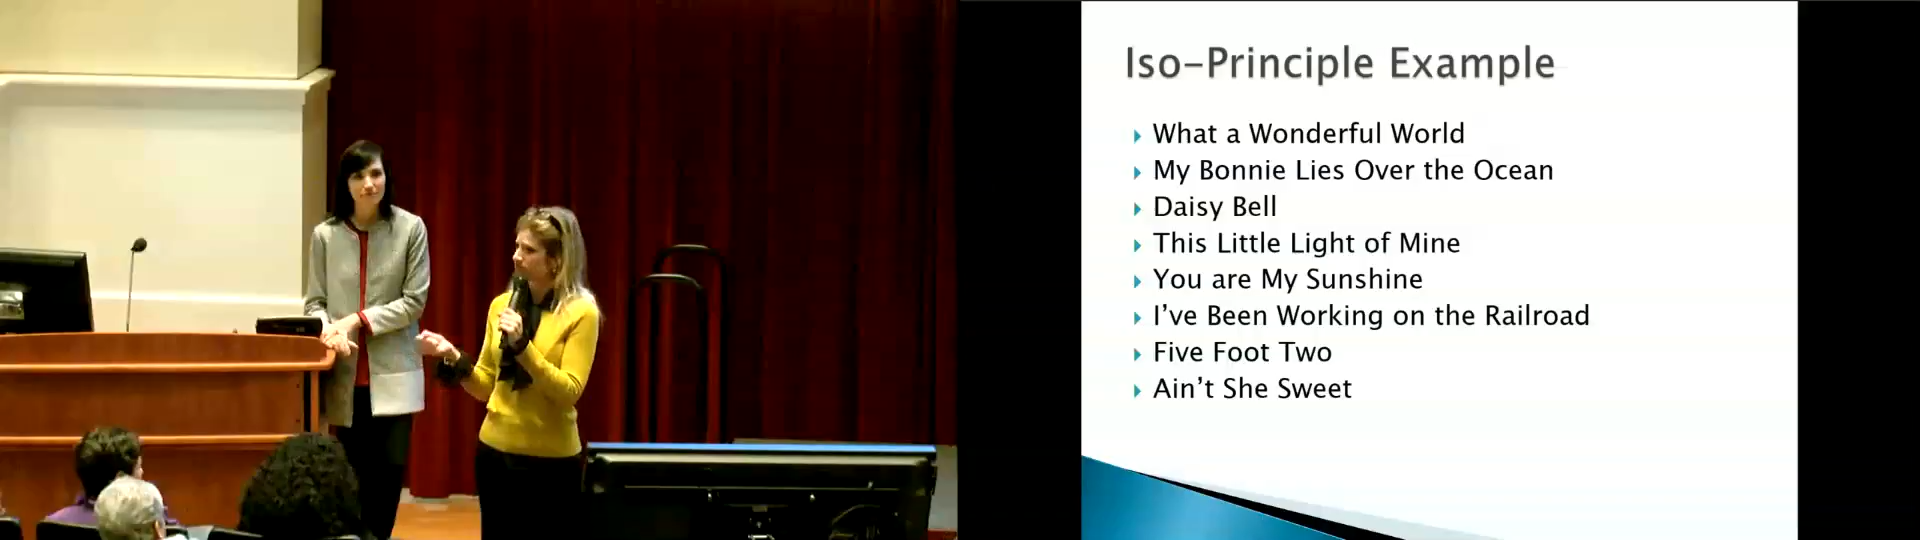 Iso-Principle Example
What a Wonderful World
My Bonnie Lies Over the Ocean
Daisy Bell
This Little Light of Mine
You are My Sunshine
I've Been Working on the Railroad
Five Foot Two
Ain't She Sweet